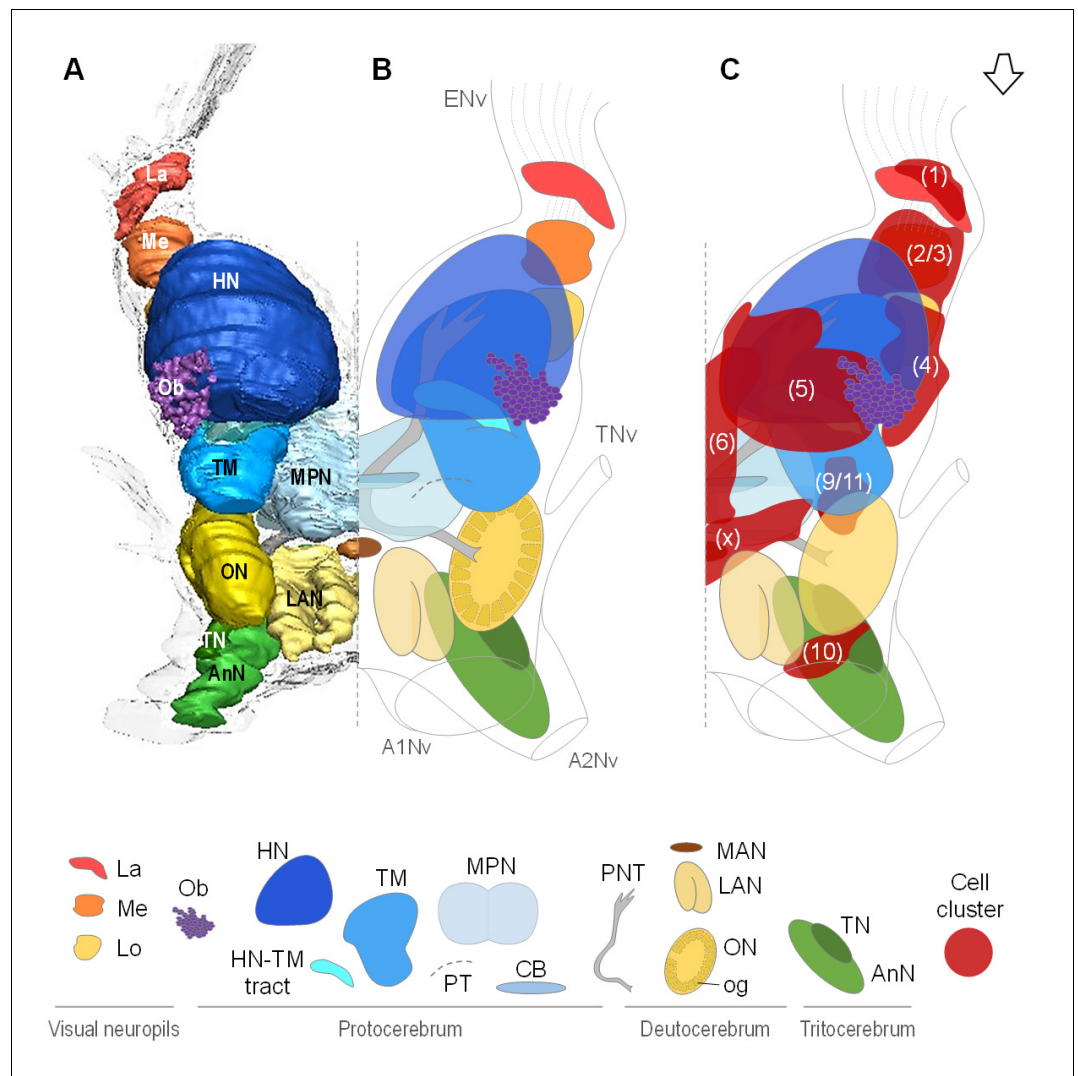 A
B
C
ENv
La
(1)
Me
(2/3)
HN
Ob
(4)
(5)
TNv
(6)
TM
MPN
(9/11)
(x)
ON
LAN
TN
(10)
AnN
A1Nv
A2Nv
La
Me
Lo
Ob
HN
TM
MPN
HN-TM
tract
PT
CB
PNT
MAN
LAN
ON
og
TN
AnN
Cell
cluster
Visual neuropils
Protocerebrum
Deutocerebrum
Tritocerebrum